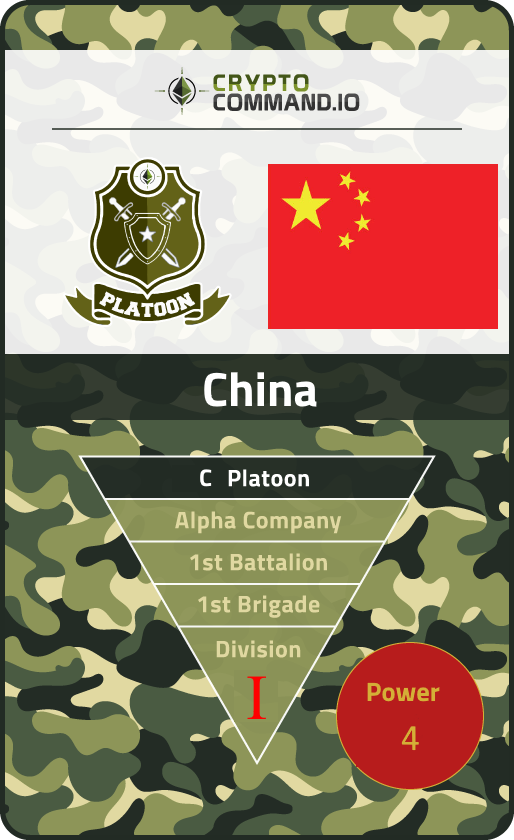 CRYPTO
COMMAND.IO
PLATOON
China
C Platoon
Alpha Company
1st Battalion
1st Brigade
Division
I
Power
4